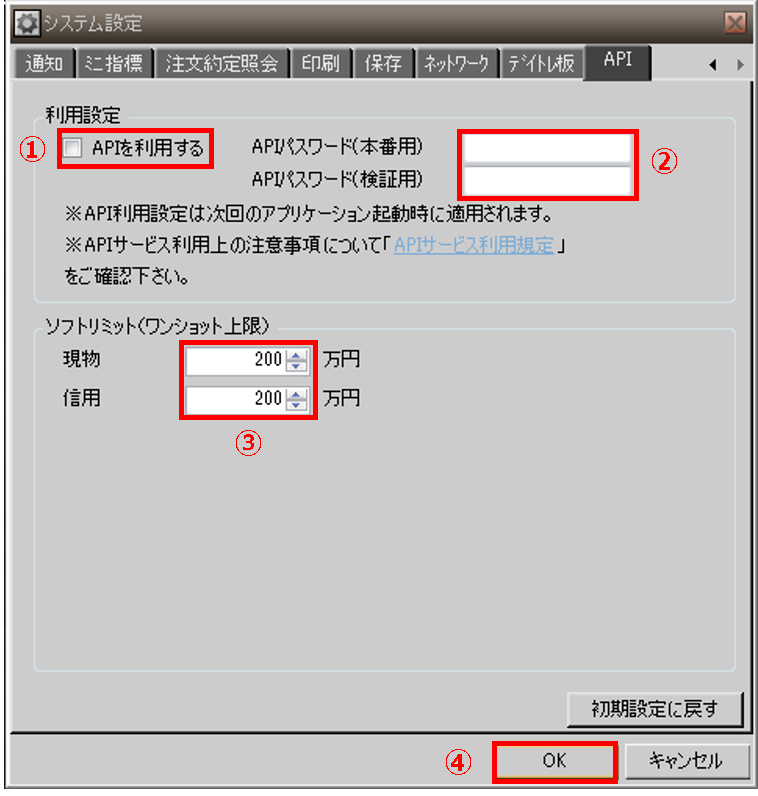 システム設定
通知 ミニ指標 注文約定照会 印刷 保存 ネットワーク デイトレ板 API
利用設定
① APIを利用する APIパスワード(本番用) ②
APIパスワード(検証用)
※API利用設定は次回のアプリケーション起動時に適用されます。
※APIサービス利用上の注意事項について「APIサービス利用規定」
をご確認下さい。
ソフトリミット(ワンショット上限)
現物 200 万円
信用 200 万円
③
初期設定に戻す
④ OK キャンセル